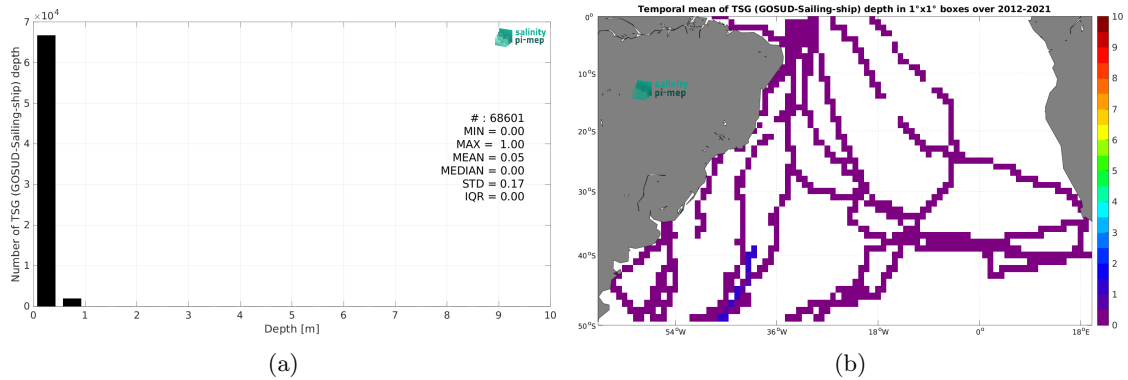 ×10⁴
7
6
5
4
3
2
1
0
Number of TSG (GOSUD-Sailing-ship) depth
salinity
pi-mep
# : 68601
MIN = 0.00
MAX = 1.00
MEAN = 0.05
MEDIAN = 0.00
STD = 0.17
IQR = 0.00
0 1 2 3 4 5 6 7 8 9 10
Depth [m]
(a)
Temporal mean of TSG (GOSUD-Sailing-ship) depth in 1°x1° boxes over 2012-2021
0°
10°S
20°S
30°S
40°S
50°S
salinity
pi-mep
54°W 36°W 18°W 0° 18°E
10
9
8
7
6
5
4
3
2
1
0
(b)